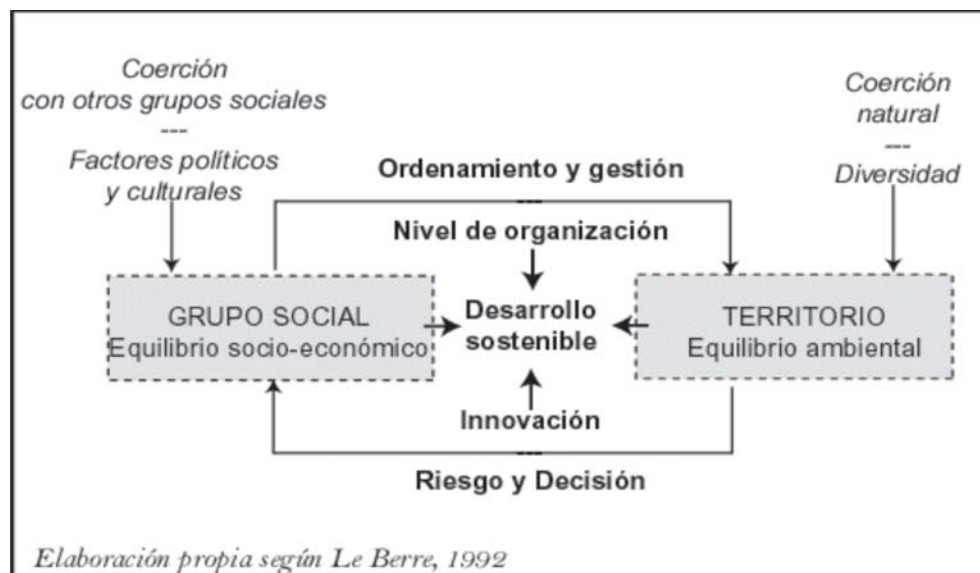 Coerción
con otros grupos sociales
---
Factores políticos
y culturales
Coerción
natural
---
Diversidad
Ordenamiento y gestión
---
Nivel de organización
GRUPO SOCIAL
Equilibrio socio-económico
Desarrollo
sostenible
TERRITORIO
Equilibrio ambiental
Innovación
---
Riesgo y Decisión
Elaboración propia según Le Berre, 1992